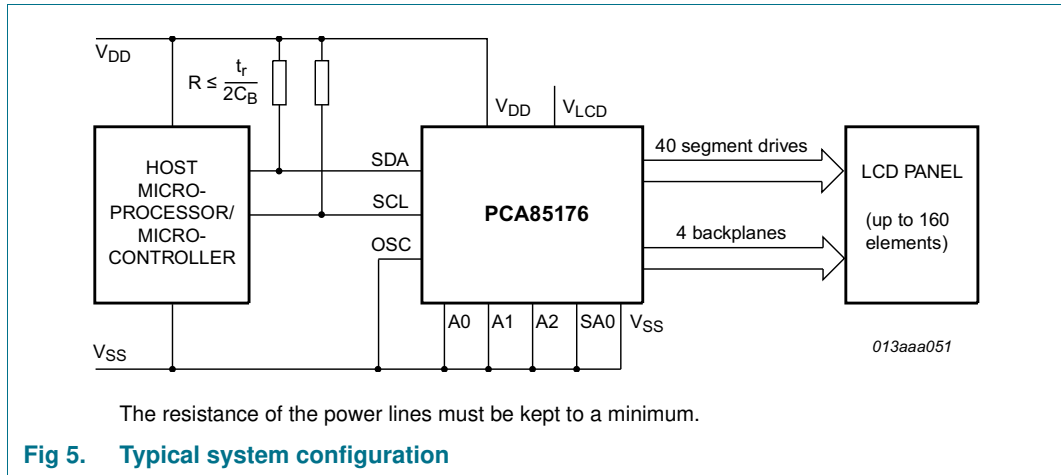 VDD
R ≤ tr
2CB
VDD
VLCD
HOST
MICRO-
PROCESSOR/
MICRO-
CONTROLLER
SDA
SCL
OSC
PCA85176
40 segment drives
4 backplanes
LCD PANEL
(up to 160
elements)
A0 A1 A2 SA0 VSS
VSS
013aaa051
The resistance of the power lines must be kept to a minimum.
Fig 5. Typical system configuration